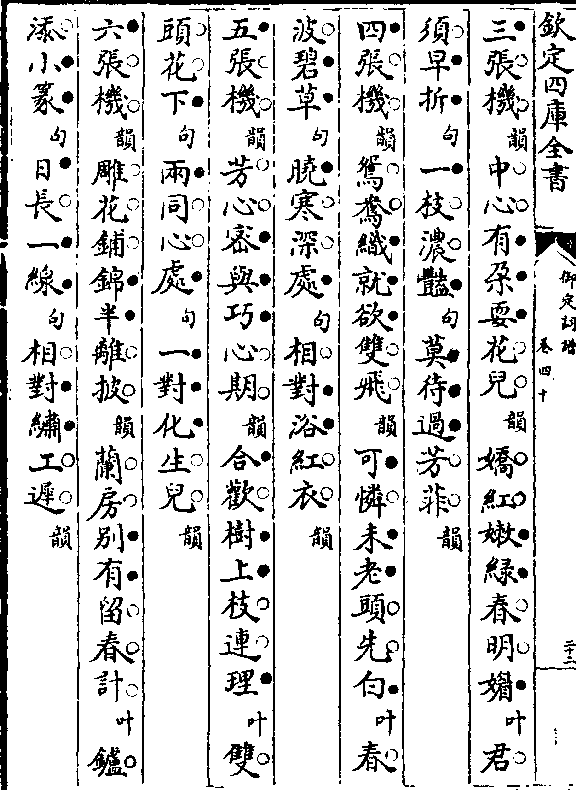 欽定四庫全書
御定詞譜
卷四十
二十二
三張機韻中心有朶耍花兒韻嬌紅嫩緑春明媚叶君
須早折句一枝濃豔句莫待過芳菲韻
四張機韻鴛鴦織就欲雙飛韻可憐未老頭先白叶春
波碧草句曉寒深處句相對浴紅衣韻
五張機韻芳心宻與巧心期韻合歡樹上枝連理叶雙
頭花下句兩同心處句一對化生兒韻
六張機韻雕花鋪錦半離披韻蘭房别有留春計叶鑪
添小篆句日長一線句相對繡工遲韻